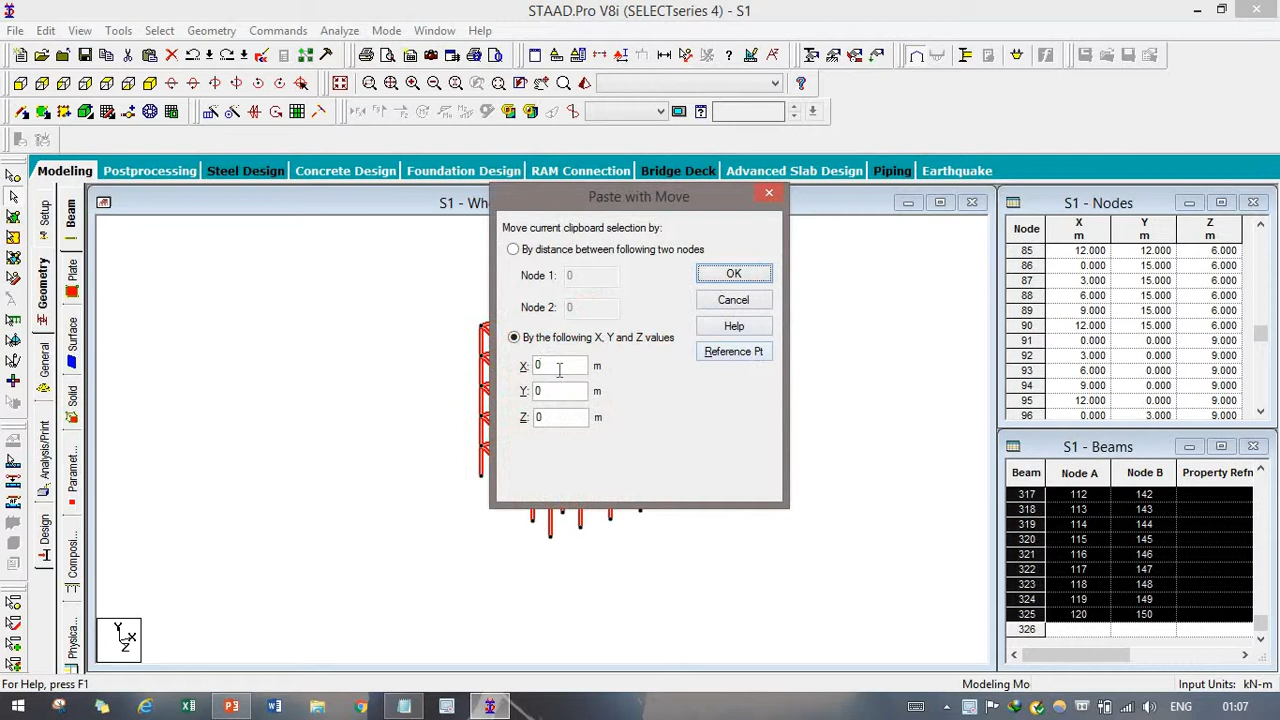 STAAD.Pro V8i (SELECTseries 4) - S1
File Edit View Tools Select Geometry Commands Analyze Mode Window Help
Modeling Postprocessing Steel Design Concrete Design Foundation Design RAM Connection Bridge Deck Advanced Slab Design Piping Earthquake
Setup
Geometry
General
Analysis/Print
Design
Beam
Plate
Surface
Solid
Paramet...
Composi...
Physica...
S1 - Wh
Paste with Move
Move current clipboard selection by:
By distance between following two nodes
Node 1: 0
Node 2: 0
By the following X, Y and Z values
X: 0 m
Y: 0 m
Z: 0 m
OK
Cancel
Help
Reference Pt
Y
X
Z
S1 - Nodes
Node X m Y m Z m
85 12.000 12.000 6.000
86 0.000 15.000 6.000
87 3.000 15.000 6.000
88 6.000 15.000 6.000
89 9.000 15.000 6.000
90 12.000 15.000 6.000
91 0.000 0.000 9.000
92 3.000 0.000 9.000
93 6.000 0.000 9.000
94 9.000 0.000 9.000
95 12.000 0.000 9.000
96 0.000 3.000 9.000
S1 - Beams
Beam Node A Node B Property Refn
317 112 142
318 113 143
319 114 144
320 115 145
321 116 146
322 117 147
323 118 148
324 119 149
325 120 150
326
For Help, press F1
Modeling Mo
Input Units: kN-m
ENG 01:07